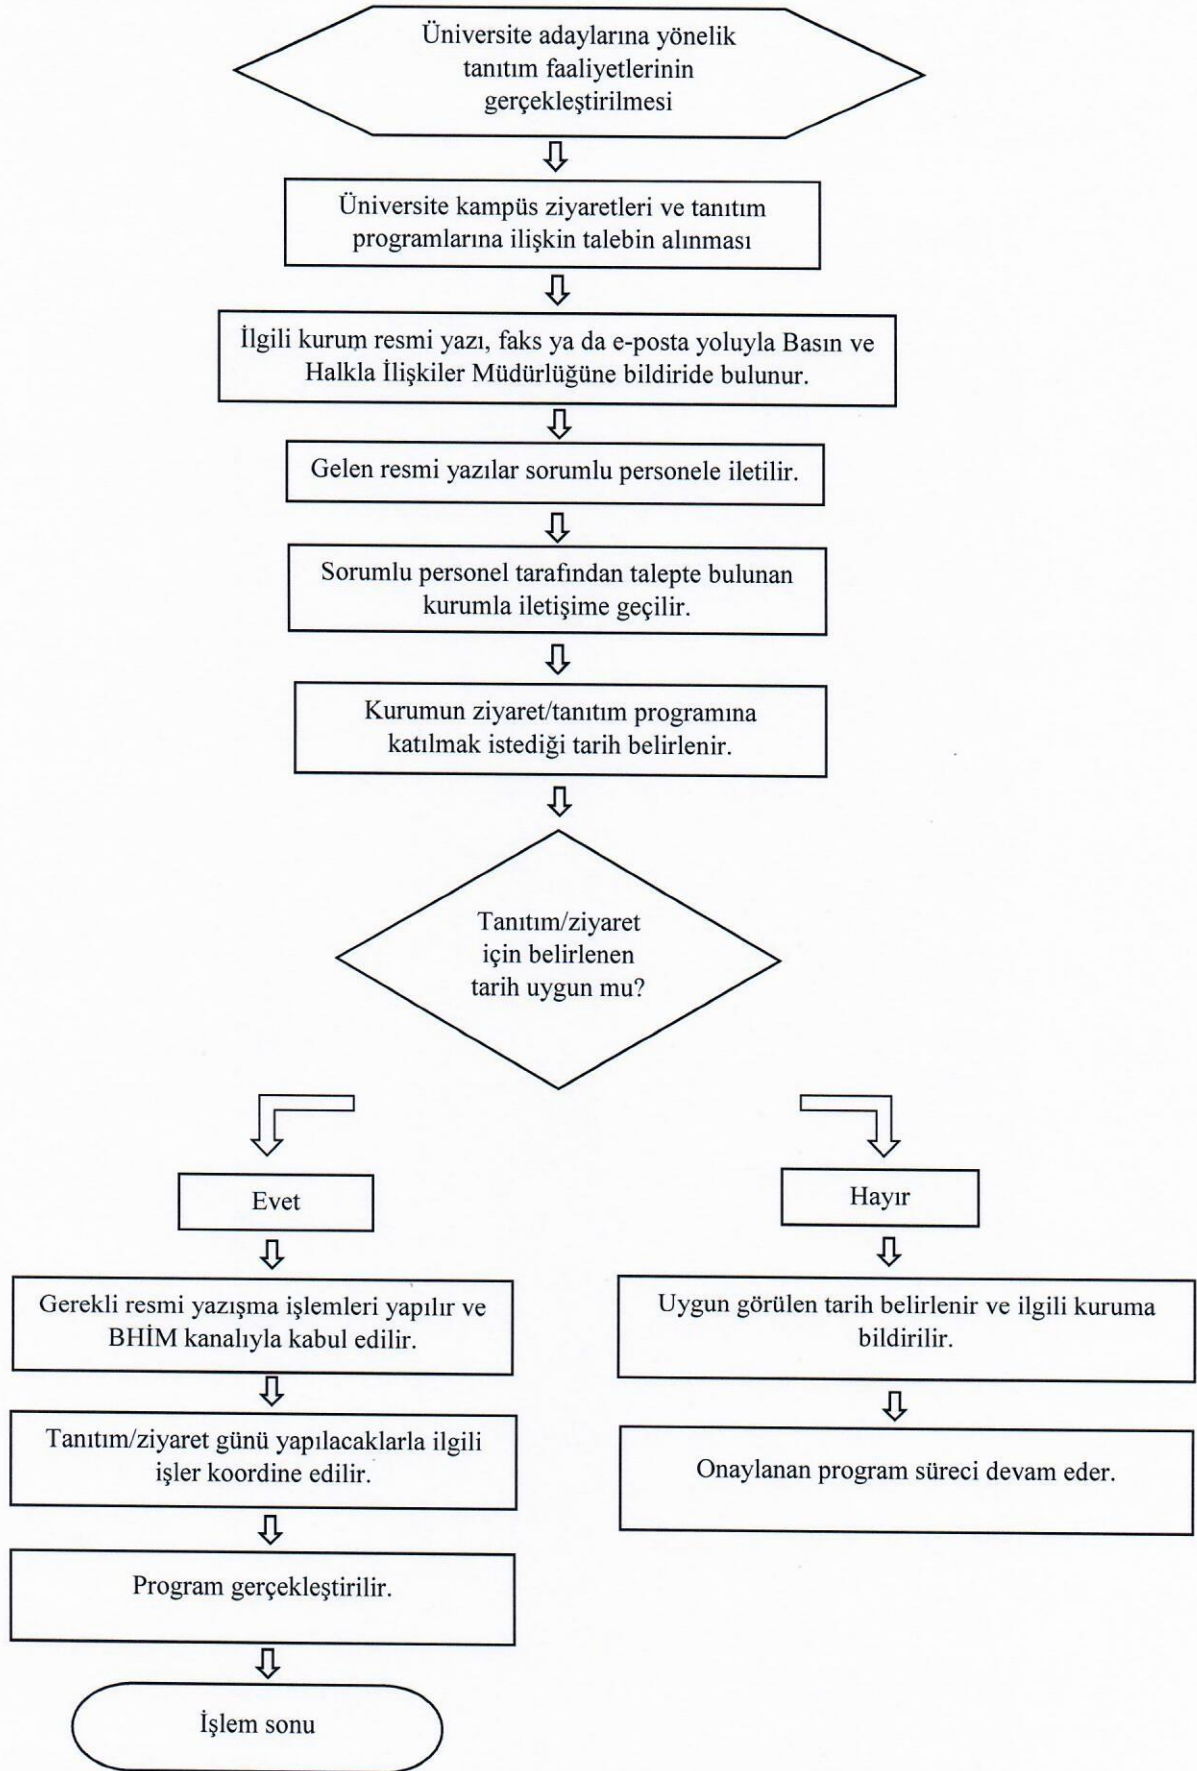 Üniversite adaylarına yönelik
tanıtım faaliyetlerinin
gerçekleştirilmesi
Üniversite kampüs ziyaretleri ve tanıtım
programlarına ilişkin talebin alınması
İlgili kurum resmi yazı, faks ya da e-posta yoluyla Basın ve
Halkla İlişkiler Müdürlüğüne bildiride bulunur.
Gelen resmi yazılar sorumlu personele iletilir.
Sorumlu personel tarafından talepte bulunan
kurumla iletişime geçilir.
Kurumun ziyaret/tanıtım programına
katılmak istediği tarih belirlenir.
Tanıtım/ziyaret
için belirlenen
tarih uygun mu?
Evet
Hayır
Gerekli resmi yazışma işlemleri yapılır ve
BHİM kanalıyla kabul edilir.
Uygun görülen tarih belirlenir ve ilgili kuruma
bildirilir.
Tanıtım/ziyaret günü yapılacaklarla ilgili
işler koordine edilir.
Onaylanan program süreci devam eder.
Program gerçekleştirilir.
İşlem sonu